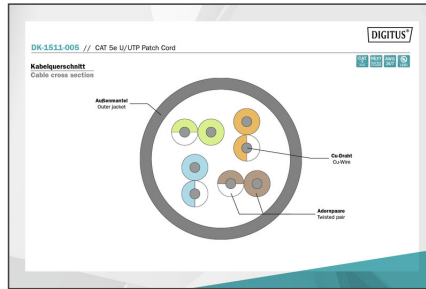 DIGITUS®
DK-1511-005 // CAT 5e U/UTP Patch Cord
Kabelquerschnitt
Cable cross section
Außenmantel
Outer jacket
Cu-Draht
Cu-Wire
Adernpaare
Twisted pair